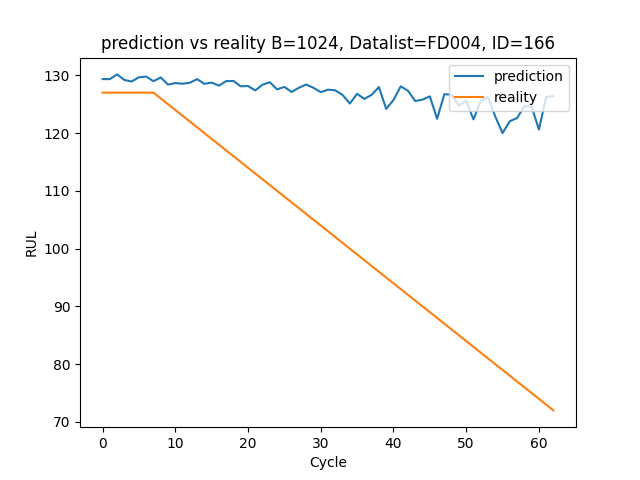 prediction vs reality B=1024, Datalist=FD004, ID=166
prediction
reality
RUL
130
120
110
100
90
80
70
0 10 20 30 40 50 60
Cycle